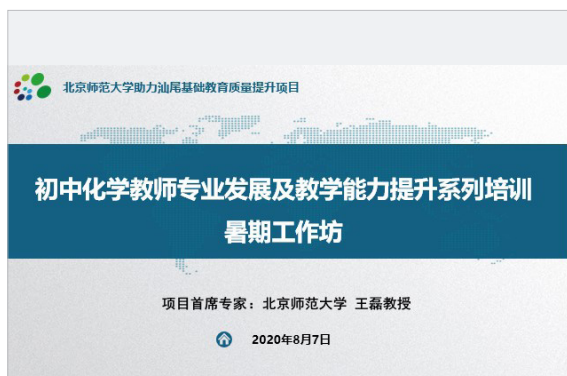 北京师范大学助力汕尾基础教育质量提升项目
初中化学教师专业发展及教学能力提升系列培训
暑期工作坊
项目首席专家：北京师范大学 王磊教授
2020年8月7日